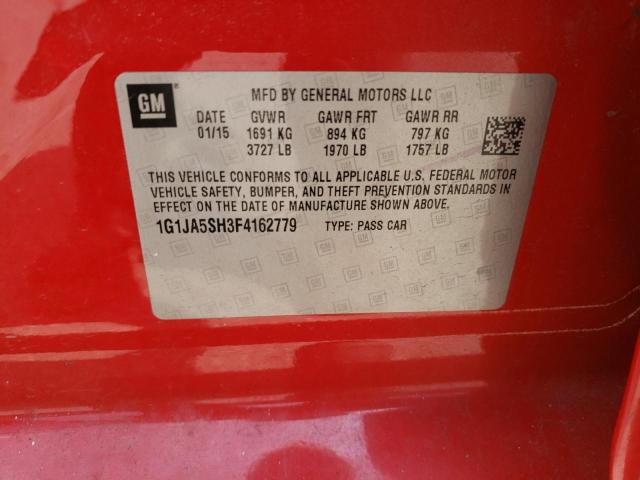 GM ® MFD BY GENERAL MOTORS LLC
DATE GVWR GAWR FRT GAWR RR
01/15 1691 KG 894 KG 797 KG
3727 LB 1970 LB 1757 LB
THIS VEHICLE CONFORMS TO ALL APPLICABLE U.S. FEDERAL MOTOR
VEHICLE SAFETY, BUMPER, AND THEFT PREVENTION STANDARDS IN
EFFECT ON THE DATE OF MANUFACTURE SHOWN ABOVE.
1G1JA5SH3F4162779 TYPE: PASS CAR